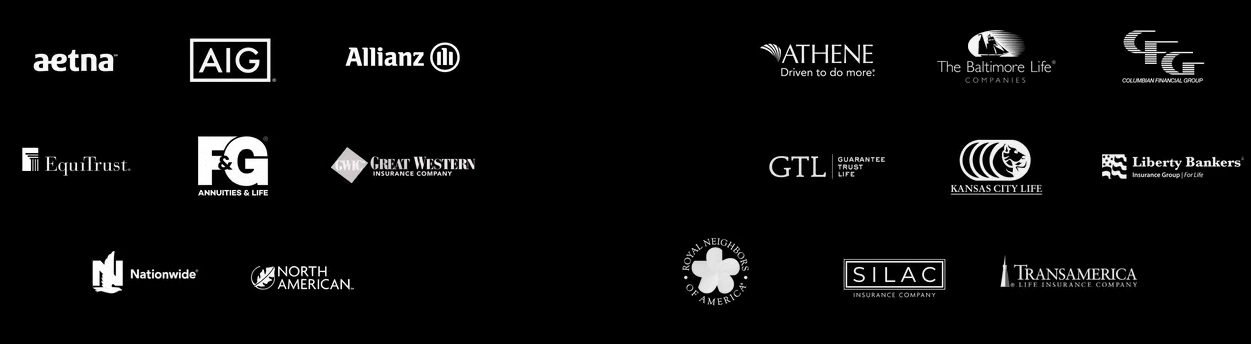 aetna™
AIG®
Allianz
ATHENE
Driven to do more.®
The Baltimore Life®
COMPANIES
CFG
COLUMBIAN FINANCIAL GROUP
EquiTrust®
F&G®
ANNUITIES & LIFE
GWIC GREAT WESTERN
INSURANCE COMPANY
GTL
GUARANTEE
TRUST
LIFE
KANSAS CITY LIFE
Liberty Bankers®
Insurance Group | For Life
N Nationwide®
NORTH
AMERICAN™
ROYAL NEIGHBORS
OF AMERICA®
SILAC
INSURANCE COMPANY
TRANSAMERICA
® LIFE INSURANCE COMPANY